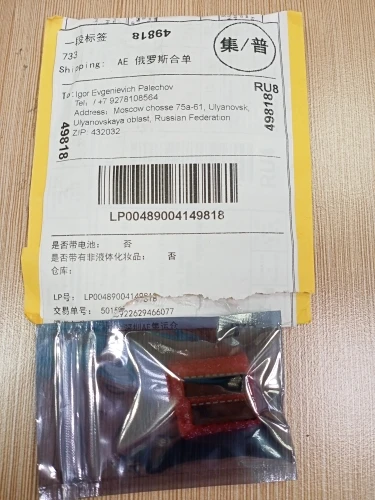 一段标签
49818
733
Shipping: AE 俄罗斯合单
集/普
To: Igor Evgenievich Palechov
Tel: / +7 9278108564
Address: Moscow chosse 75a-61, Ulyanovsk,
Ulyanovskaya oblast, Russian Federation
ZIP: 432032
RU8
49818
49818
LP00489004149818
是否带电池: 否
是否带有非液体化妆品: 否
仓库:
LP号: LP00489004149818
交易单号: 501
922629466077